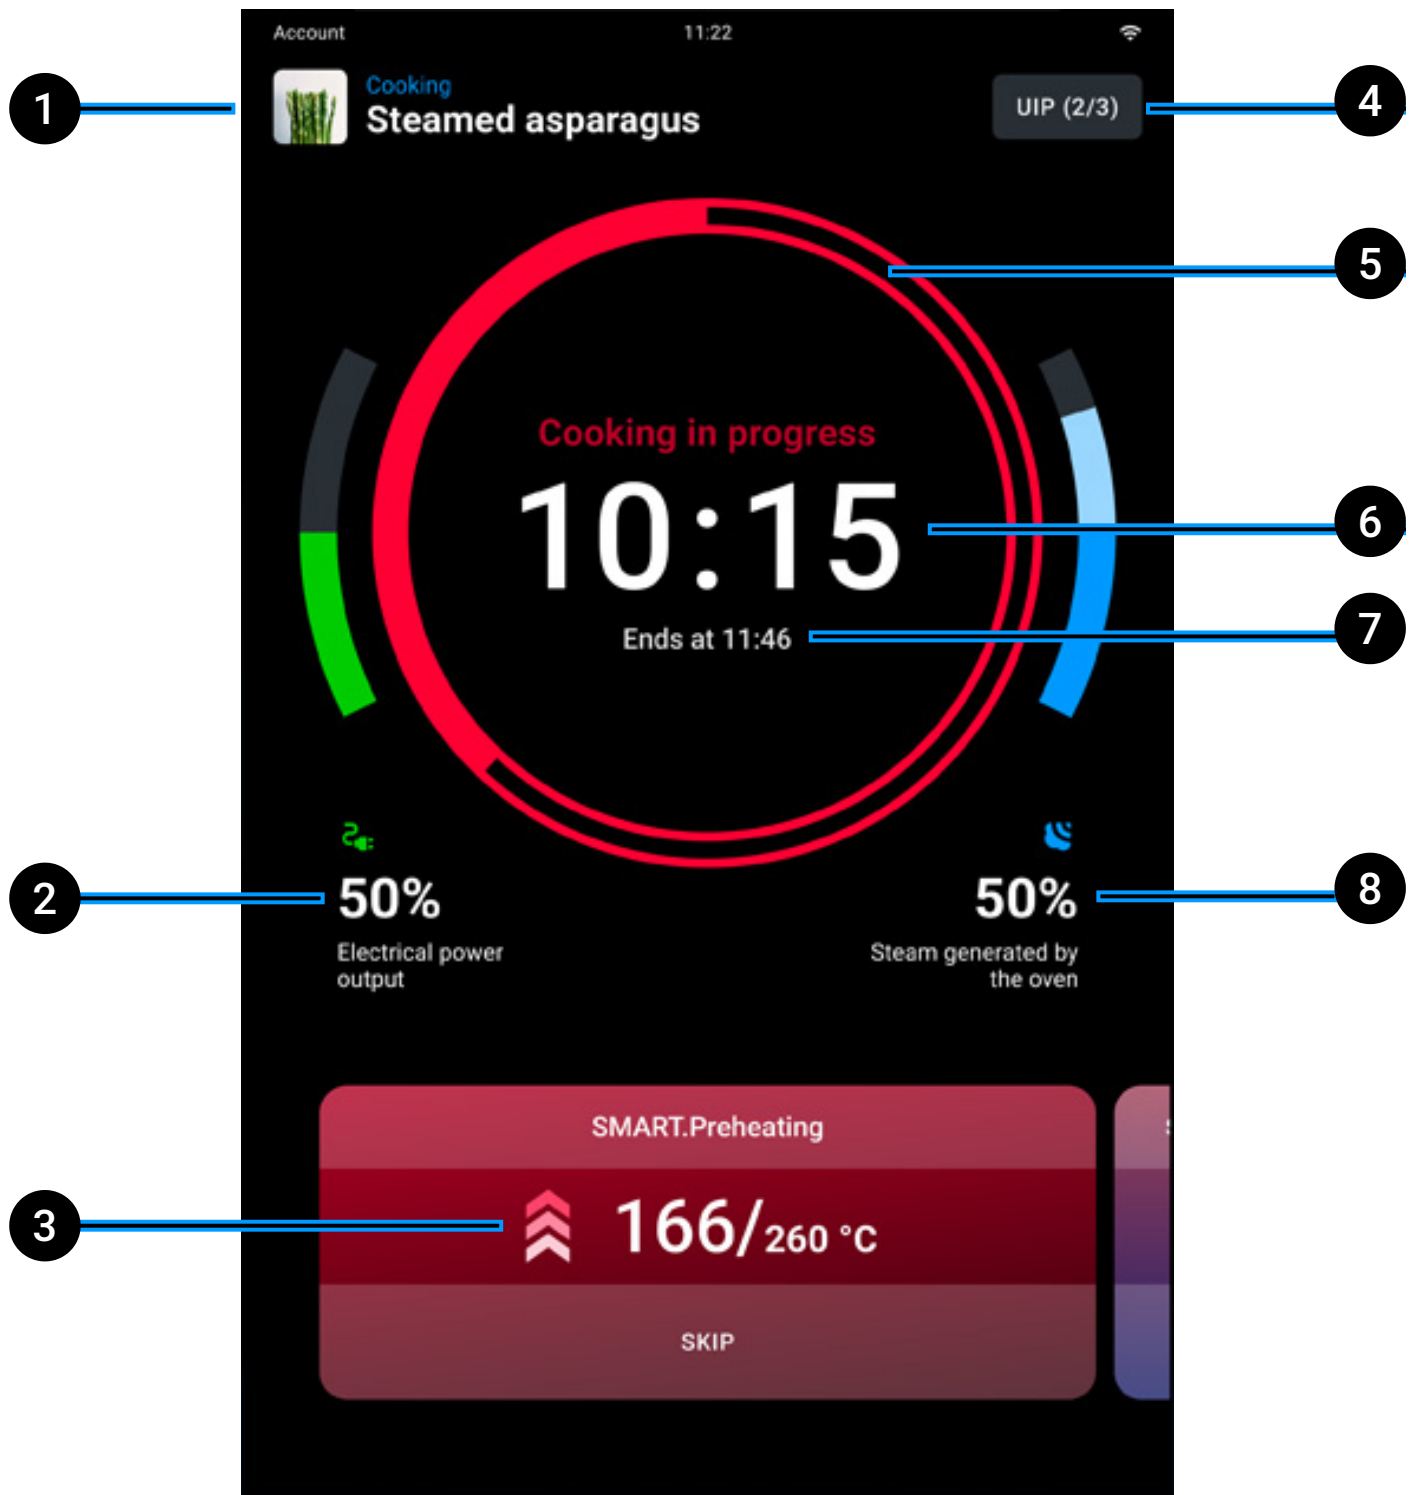 Account
11:22
1
Cooking
Steamed asparagus
UIP (2/3)
4
5
Cooking in progress
10:15
6
Ends at 11:46
7
2
50%
Electrical power
output
50%
8
Steam generated by
the oven
SMART.Preheating
3
166/260 °C
SKIP